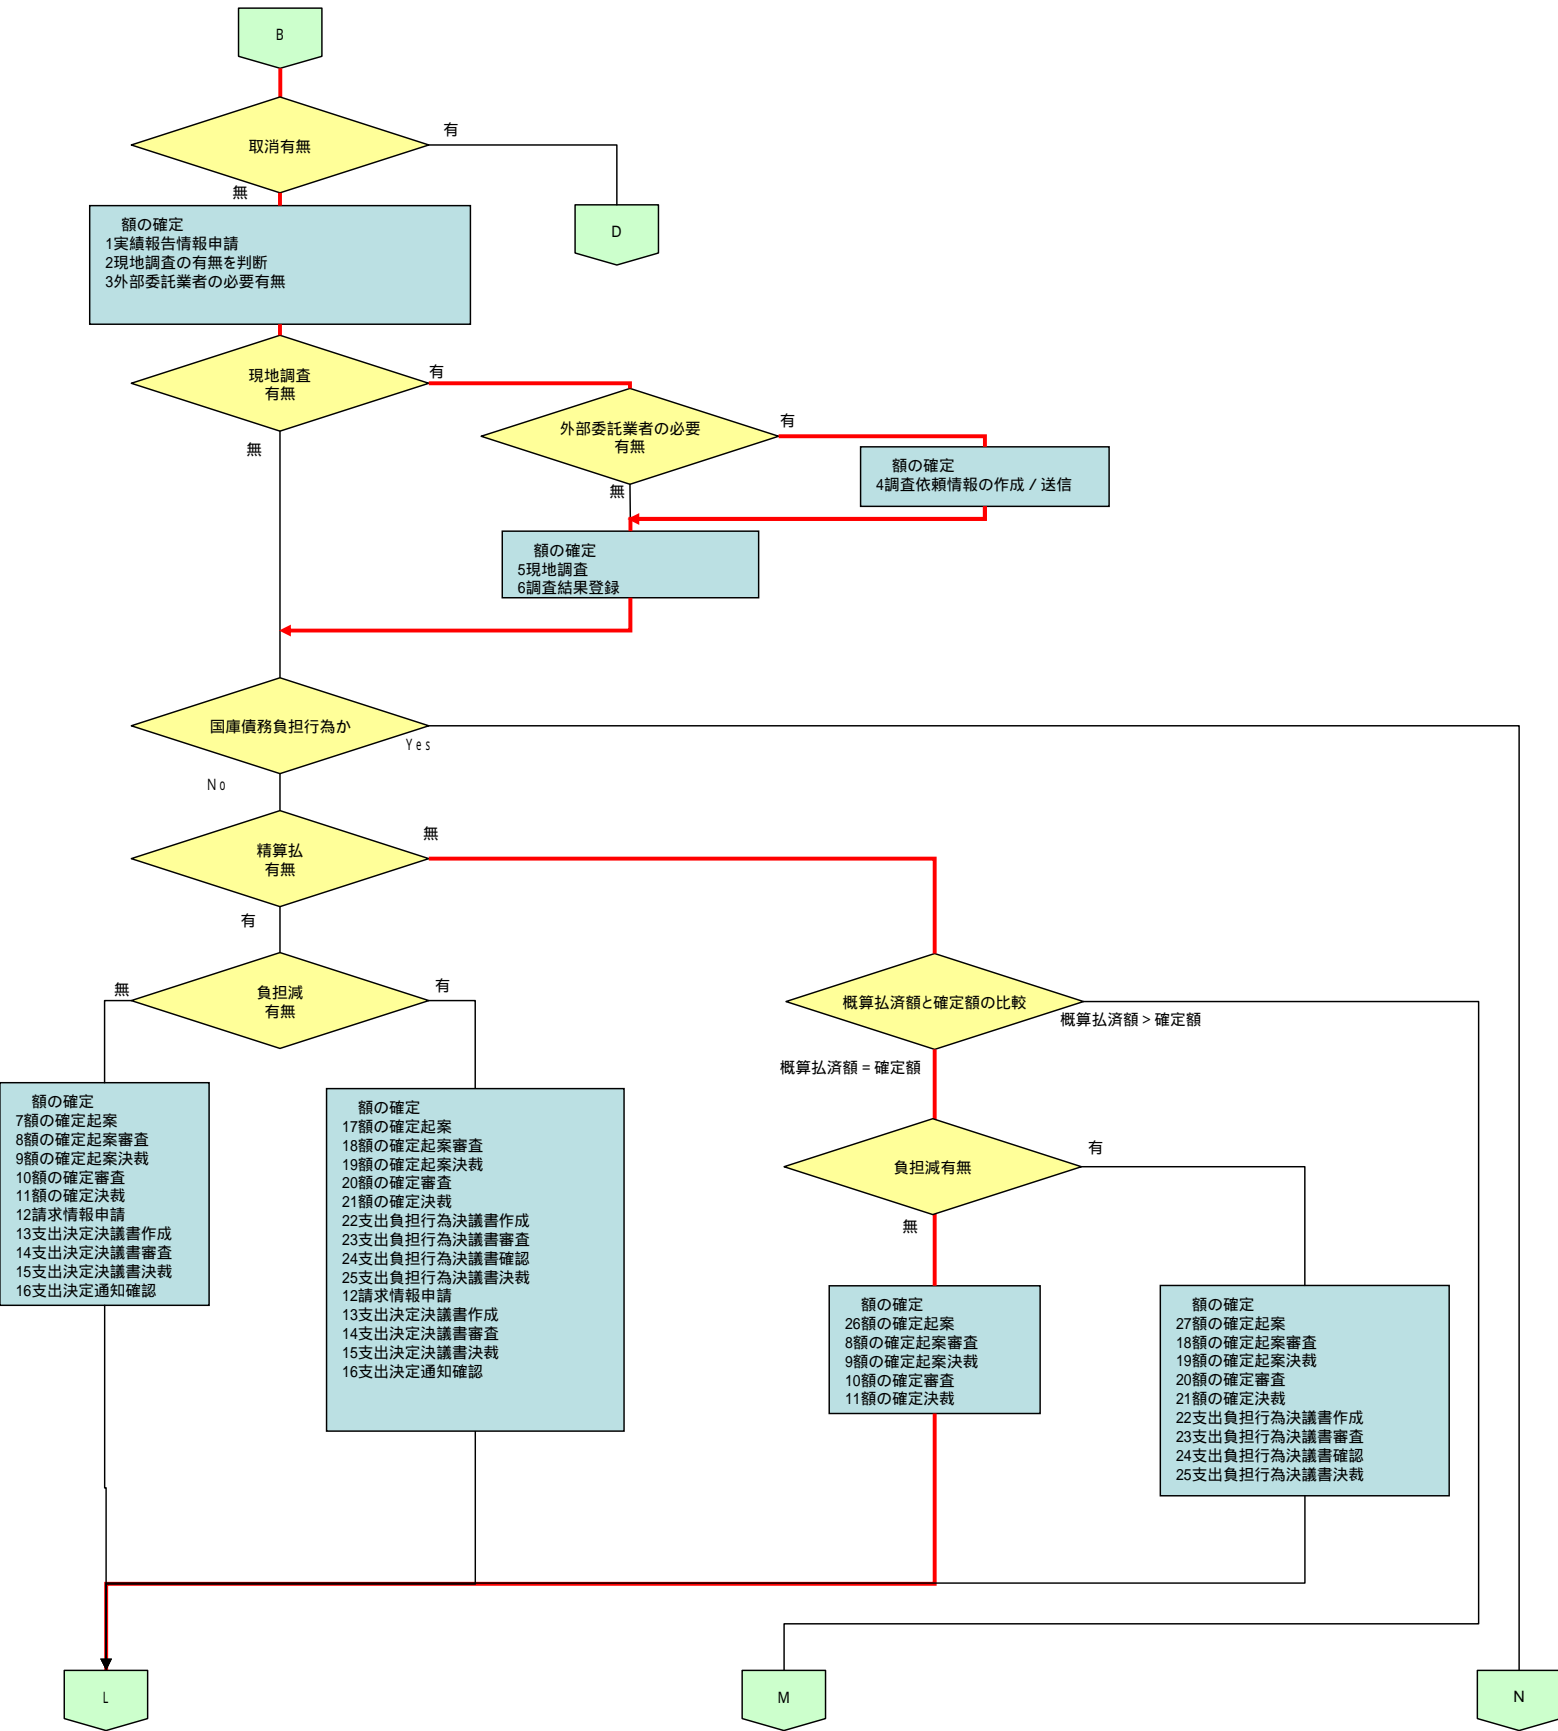 B
取消有無
有
無
D
額の確定
1実績報告情報申請
2現地調査の有無を判断
3外部委託業者の必要有無
現地調査
有無
有
無
外部委託業者の必要
有無
有
無
額の確定
4調査依頼情報の作成 / 送信
額の確定
5現地調査
6調査結果登録
国庫債務負担行為か
Yes
No
精算払
有無
無
有
負担減
有無
無
有
概算払済額と確定額の比較
概算払済額 > 確定額
概算払済額 = 確定額
負担減有無
有
無
額の確定
7額の確定起案
8額の確定起案審査
9額の確定起案決裁
10額の確定審査
11額の確定決裁
12請求情報申請
13支出決定決議書作成
14支出決定決議書審査
15支出決定決議書決裁
16支出決定通知確認
額の確定
17額の確定起案
18額の確定起案審査
19額の確定起案決裁
20額の確定審査
21額の確定決裁
22支出負担行為決議書作成
23支出負担行為決議書審査
24支出負担行為決議書確認
25支出負担行為決議書決裁
12請求情報申請
13支出決定決議書作成
14支出決定決議書審査
15支出決定決議書決裁
16支出決定通知確認
額の確定
26額の確定起案
8額の確定起案審査
9額の確定起案決裁
10額の確定審査
11額の確定決裁
額の確定
27額の確定起案
18額の確定起案審査
19額の確定起案決裁
20額の確定審査
21額の確定決裁
22支出負担行為決議書作成
23支出負担行為決議書審査
24支出負担行為決議書確認
25支出負担行為決議書決裁
L
M
N